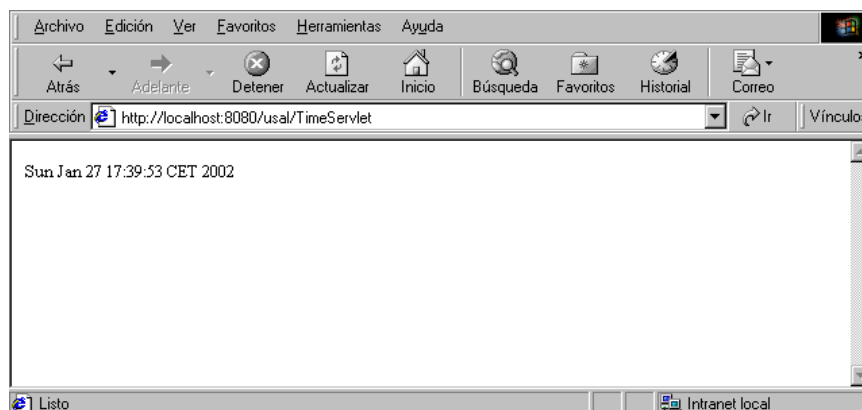 Archivo Edición Ver Favoritos Herramientas Ayuda
Atrás Adelante Detener Actualizar Inicio Búsqueda Favoritos Historial Correo
Dirección http://localhost:8080/usal/TimeServlet Ir Vínculo
Sun Jan 27 17:39:53 CET 2002
Listo Intranet local